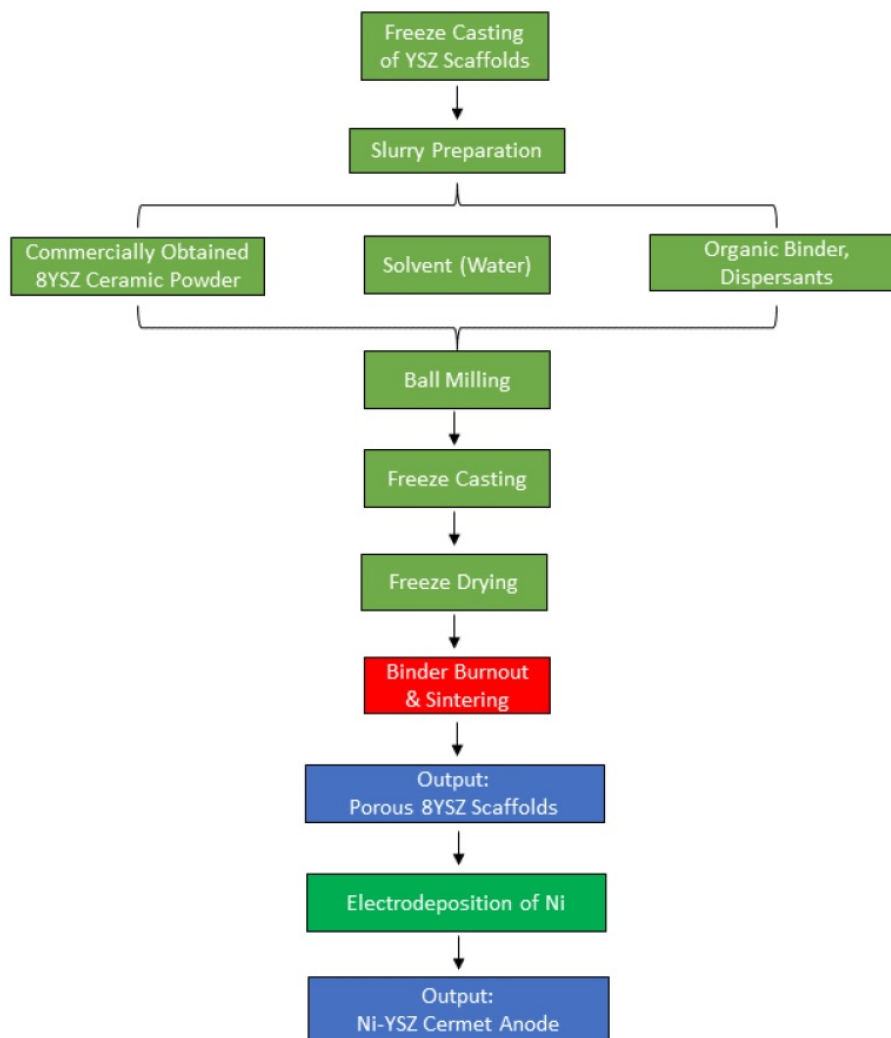 Freeze Casting
of YSZ Scaffolds
Slurry Preparation
Commercially Obtained
8YSZ Ceramic Powder
Solvent (Water)
Organic Binder,
Dispersants
Ball Milling
Freeze Casting
Freeze Drying
Binder Burnout
& Sintering
Output:
Porous 8YSZ Scaffolds
Electrodeposition of Ni
Output:
Ni-YSZ Cermet Anode